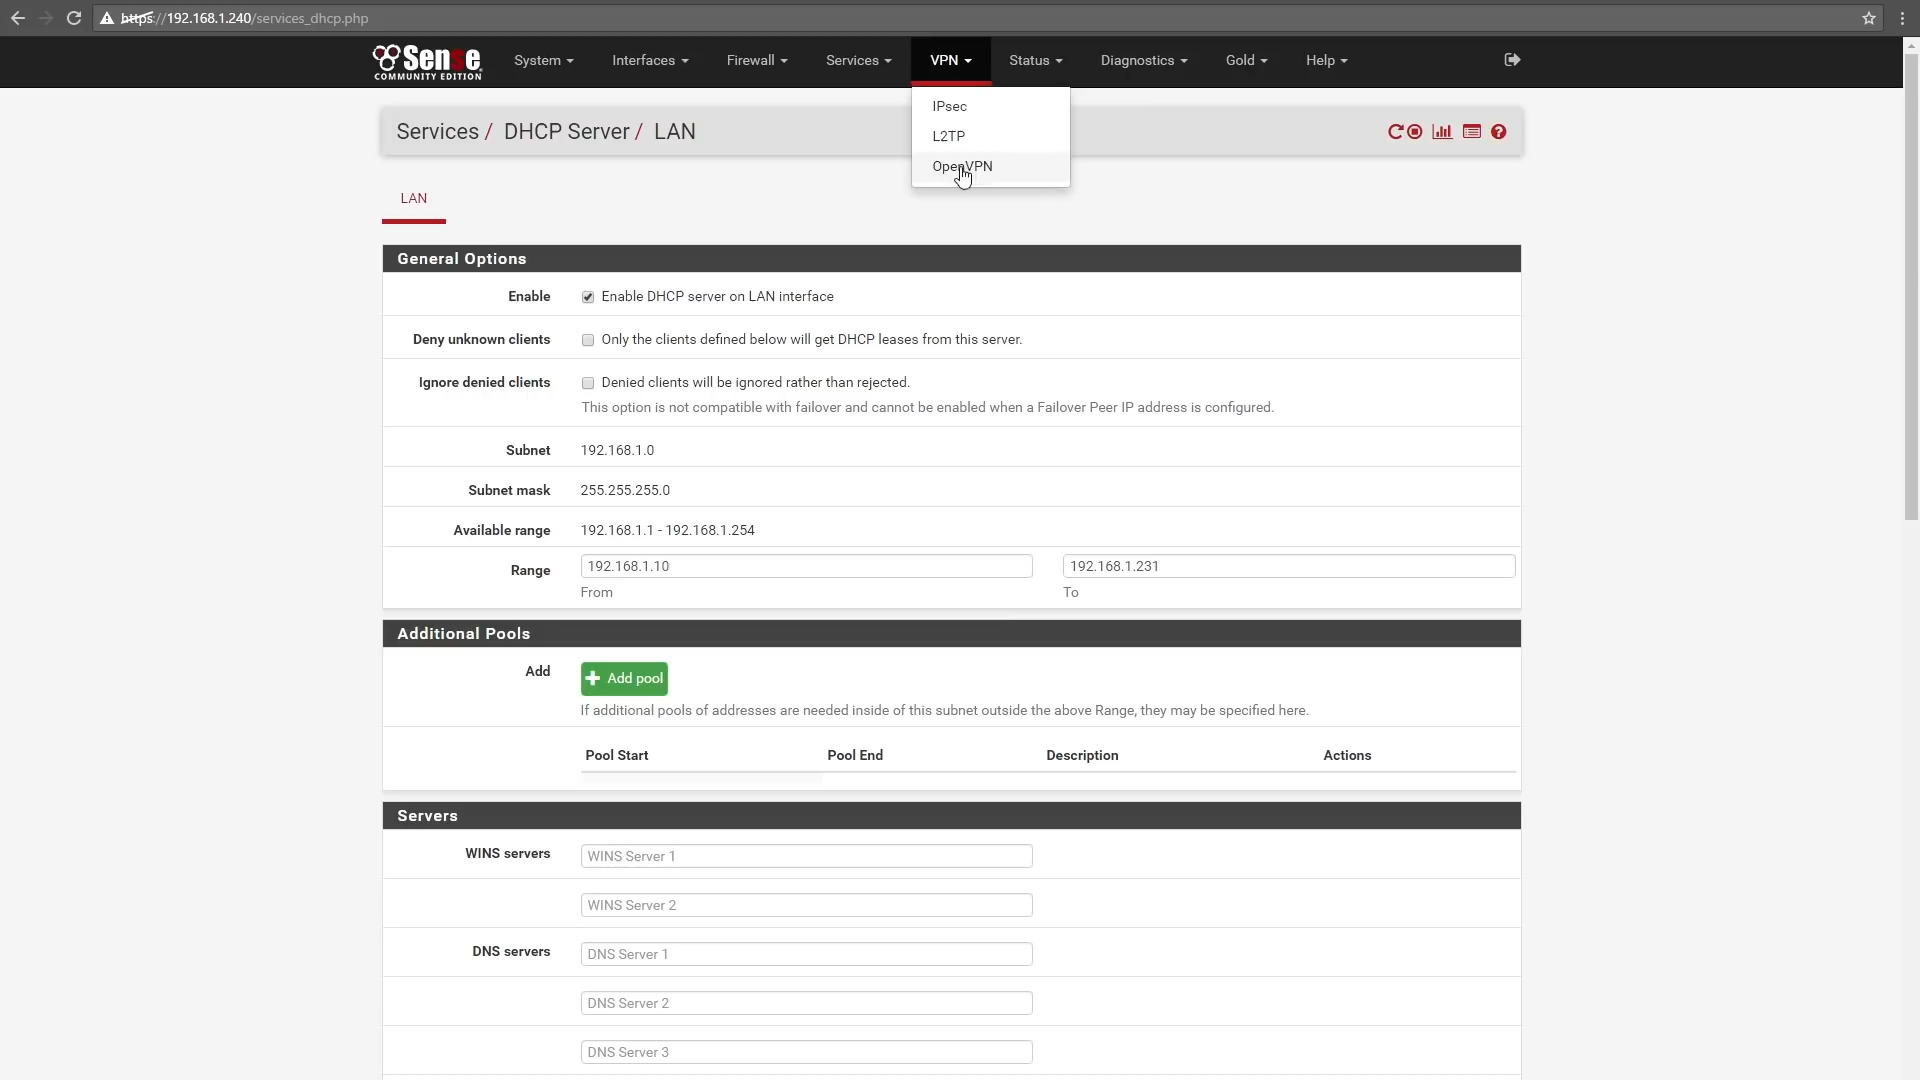 https://192.168.1.240/services_dhcp.php
Sense
COMMUNITY EDITION
System Interfaces Firewall Services VPN Status Diagnostics Gold Help
IPsec
L2TP
OpenVPN
Services / DHCP Server / LAN
LAN
General Options
Enable Enable DHCP server on LAN interface
Deny unknown clients Only the clients defined below will get DHCP leases from this server.
Ignore denied clients Denied clients will be ignored rather than rejected.
This option is not compatible with failover and cannot be enabled when a Failover Peer IP address is configured.
Subnet 192.168.1.0
Subnet mask 255.255.255.0
Available range 192.168.1.1 - 192.168.1.254
Range 192.168.1.10 192.168.1.231
From To
Additional Pools
Add Add pool
If additional pools of addresses are needed inside of this subnet outside the above Range, they may be specified here.
Pool Start Pool End Description Actions
Servers
WINS servers WINS Server 1
WINS Server 2
DNS servers DNS Server 1
DNS Server 2
DNS Server 3